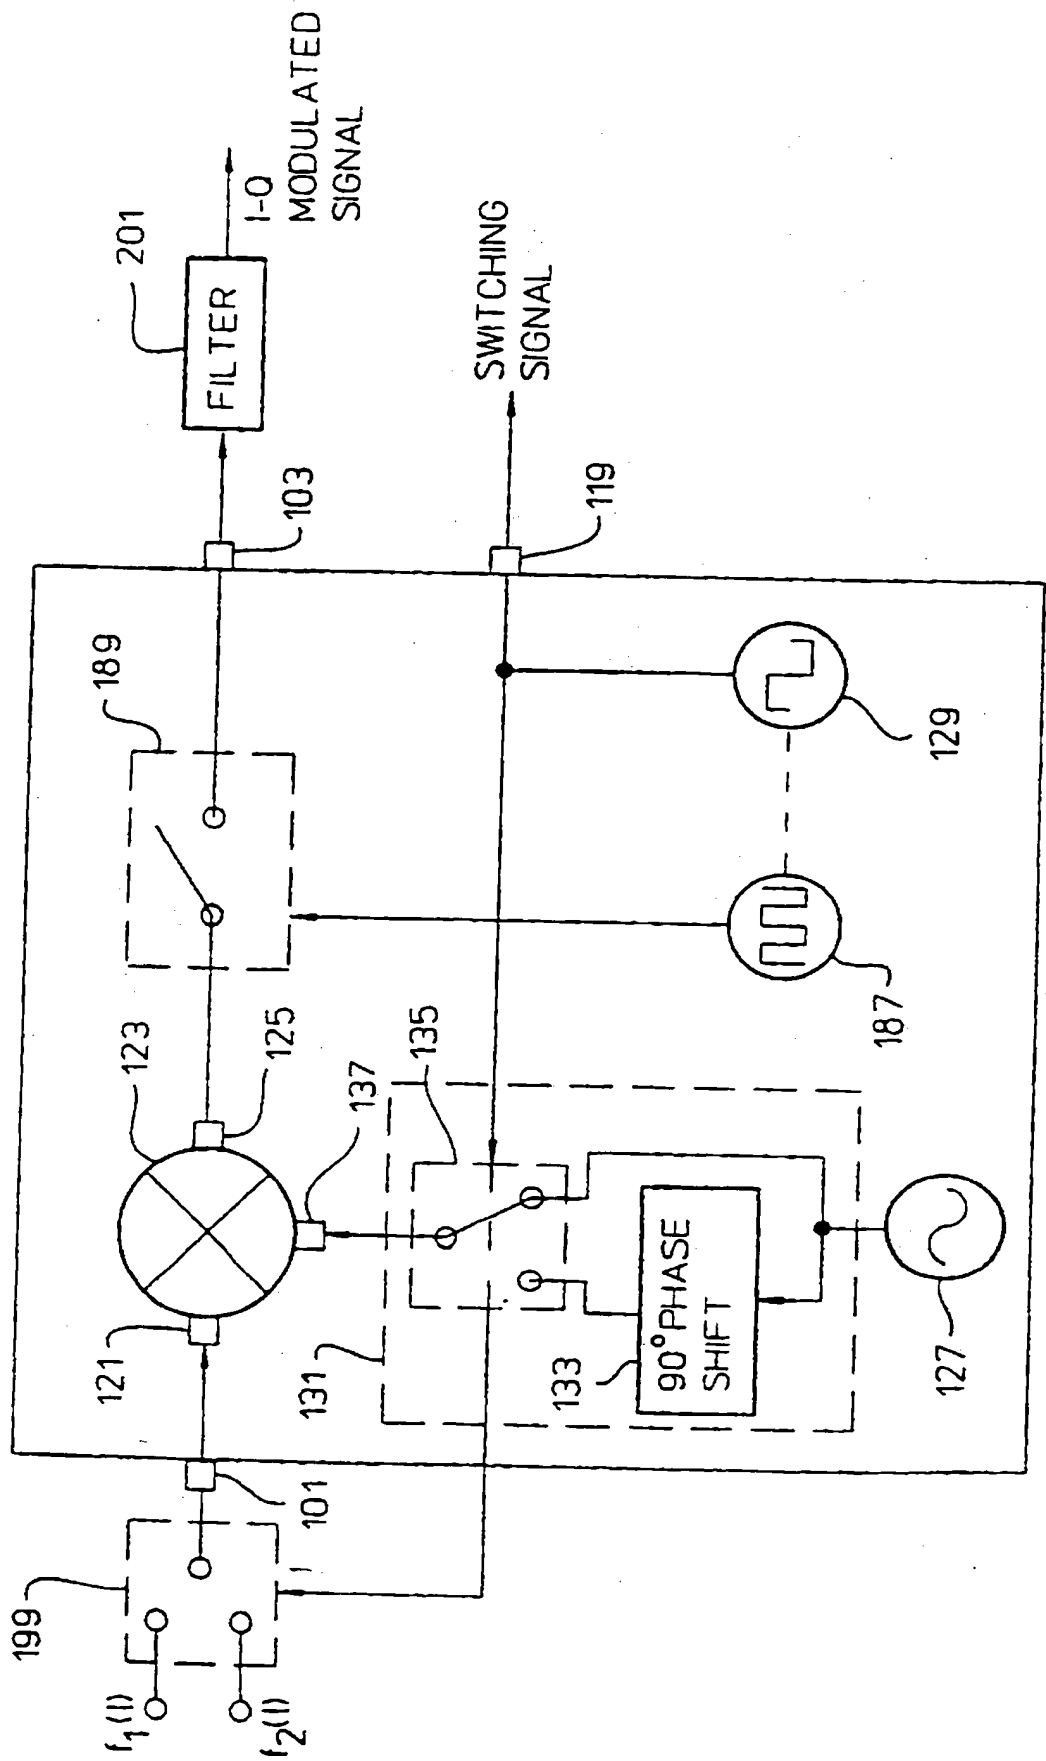 f₁(l)
f₂(l)
199
101
121
123
125
189
103
FILTER
201
I-Q
MODULATED
SIGNAL
131
137
135
133
90° PHASE
SHIFT
127
187
129
119
SWITCHING
SIGNAL